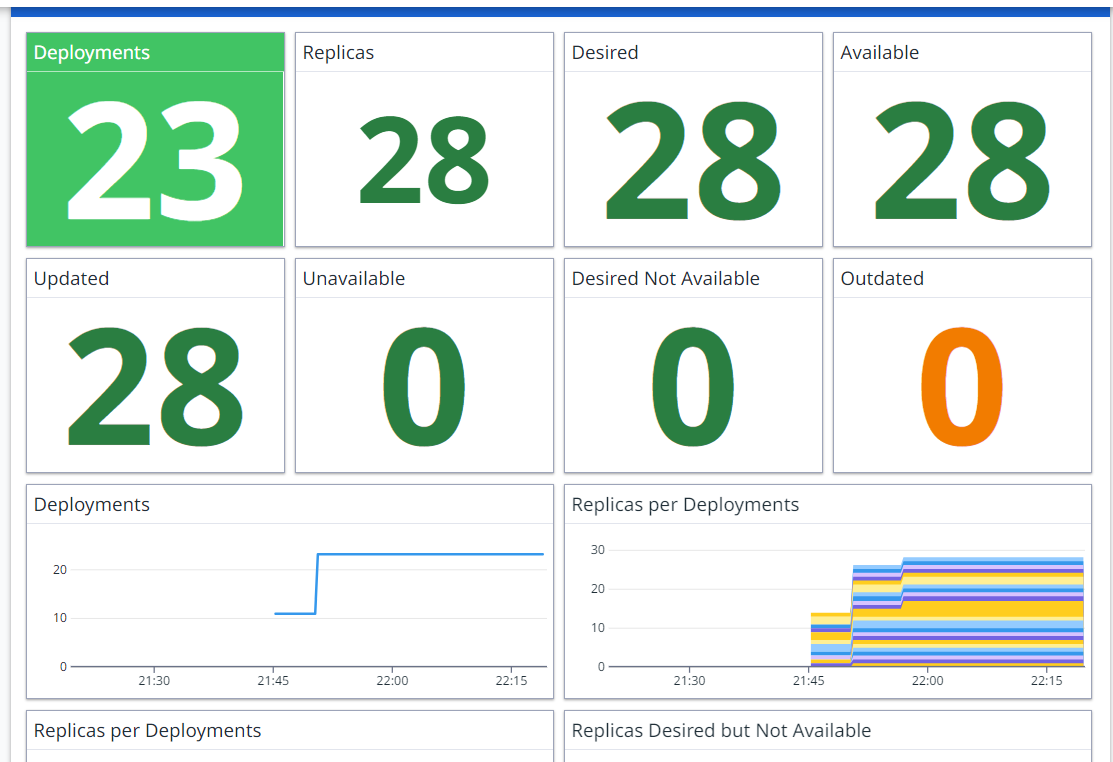 Deployments
23
Replicas
28
Desired
28
Available
28
Updated
28
Unavailable
0
Desired Not Available
0
Outdated
0
Deployments
20
10
0
21:30 21:45 22:00 22:15
Replicas per Deployments
30
20
10
0
21:30 21:45 22:00 22:15
Replicas per Deployments
Replicas Desired but Not Available